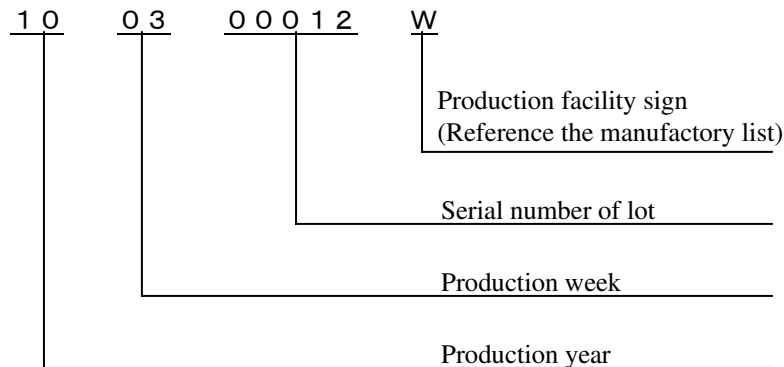 １０ ０３ ０００１２ W
Production facility sign
(Reference the manufactory list)
Serial number of lot
Production week
Production year